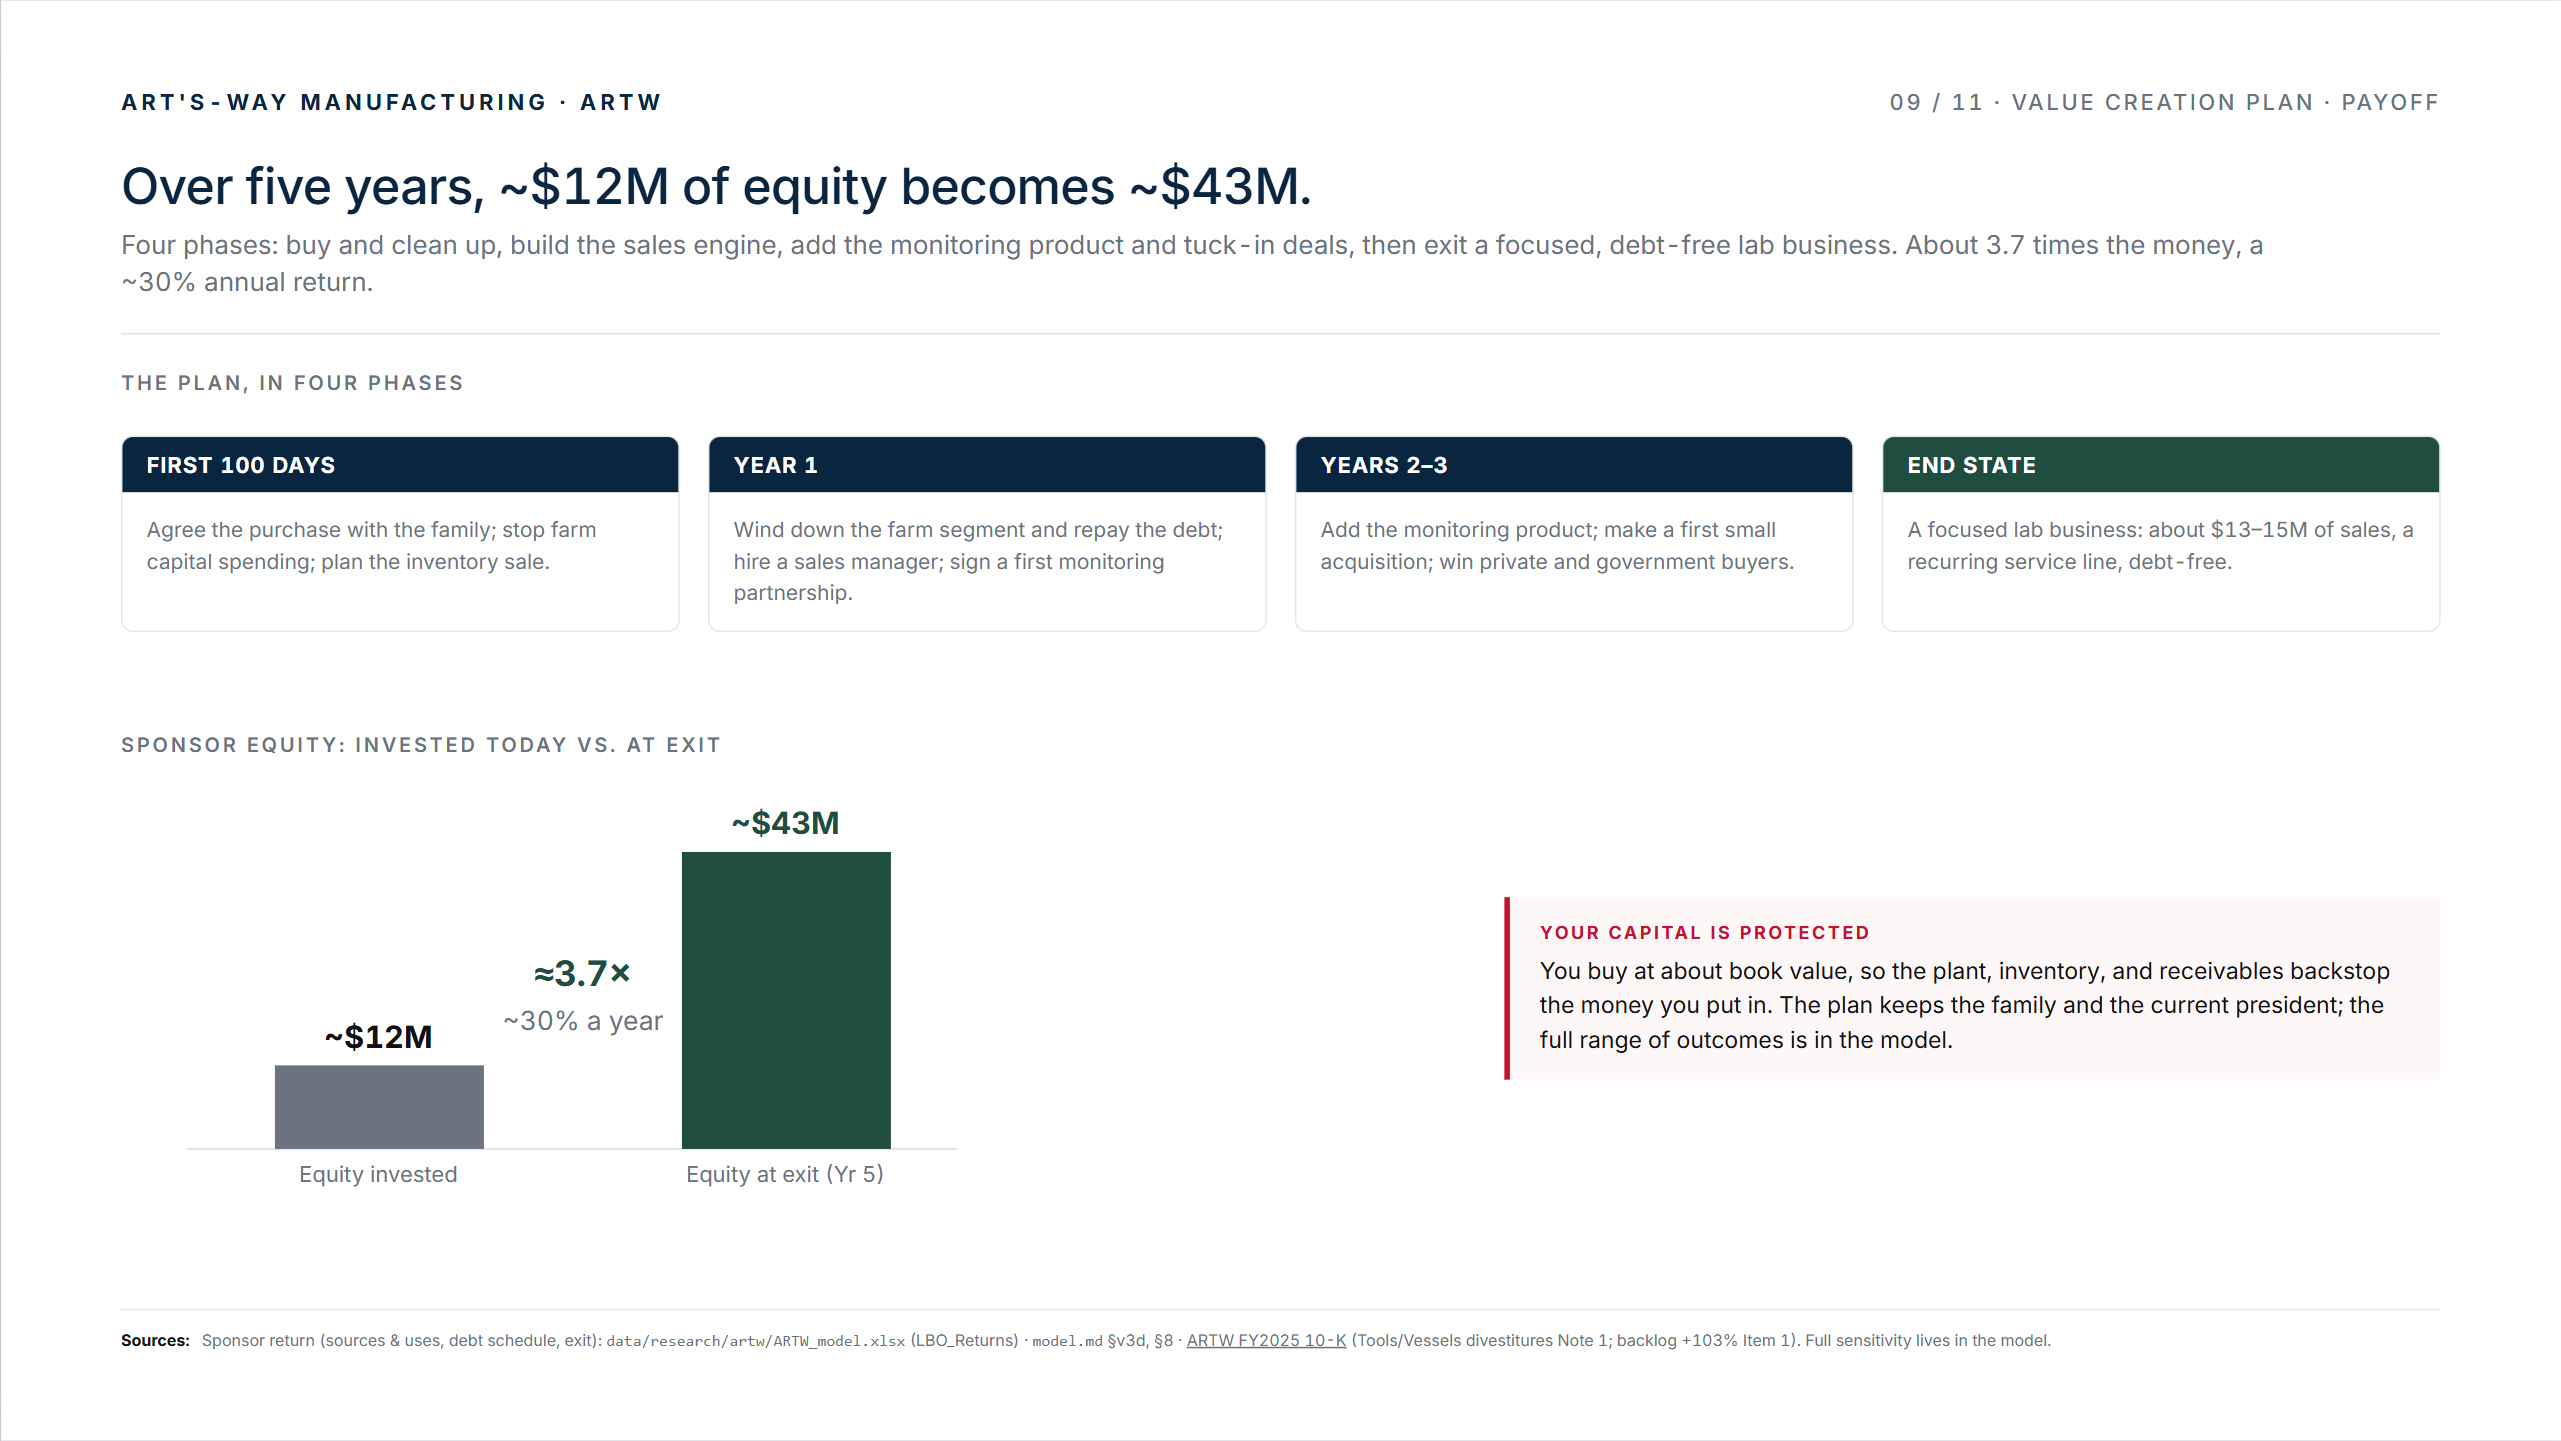 ART'S-WAY MANUFACTURING · ARTW
09 / 11 · VALUE CREATION PLAN · PAYOFF
Over five years, ~$12M of equity becomes ~$43M.
Four phases: buy and clean up, build the sales engine, add the monitoring product and tuck-in deals, then exit a focused, debt-free lab business. About 3.7 times the money, a
~30% annual return.
THE PLAN, IN FOUR PHASES
FIRST 100 DAYS
Agree the purchase with the family; stop farm
capital spending; plan the inventory sale.
YEAR 1
Wind down the farm segment and repay the debt;
hire a sales manager; sign a first monitoring
partnership.
YEARS 2–3
Add the monitoring product; make a first small
acquisition; win private and government buyers.
END STATE
A focused lab business: about $13–15M of sales, a
recurring service line, debt-free.
SPONSOR EQUITY: INVESTED TODAY VS. AT EXIT
~$43M
≈3.7×
~30% a year
~$12M
Equity invested
Equity at exit (Yr 5)
YOUR CAPITAL IS PROTECTED
You buy at about book value, so the plant, inventory, and receivables backstop
the money you put in. The plan keeps the family and the current president; the
full range of outcomes is in the model.
Sources: Sponsor return (sources & uses, debt schedule, exit): data/research/artw/ARTW_model.xlsx (LBO_Returns) · model.md §v3d, §8 · ARTW FY2025 10-K (Tools/Vessels divestitures Note 1; backlog +103% Item 1). Full sensitivity lives in the model.